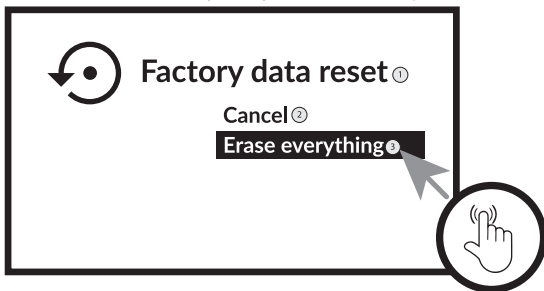 Factory data reset ①
Cancel ②
Erase everything ③